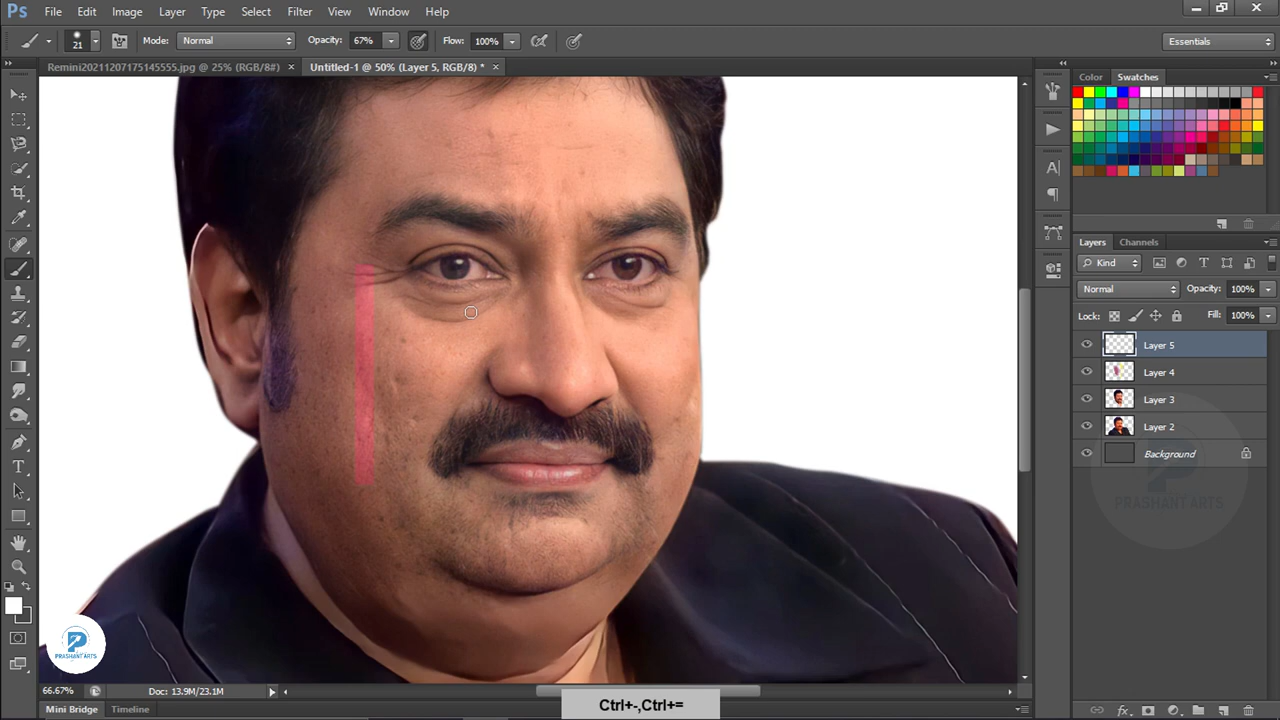 Ps File Edit Image Layer Type Select Filter View Window Help
21 Mode: Normal Opacity: 67% Flow: 100% Essentials
Remini20211207175145555.jpg @ 25% (RGB/8#) × Untitled-1 @ 50% (Layer 5, RGB/8) * ×
Color Swatches
Layers Channels
Kind
Normal Opacity: 100%
Lock: Fill: 100%
Layer 5
Layer 4
Layer 3
Layer 2
Background
PRASHANT ARTS
PRASHANT ARTS
66.67% Doc: 13.9M/23.1M
Ctrl+-,Ctrl+=
Mini Bridge Timeline